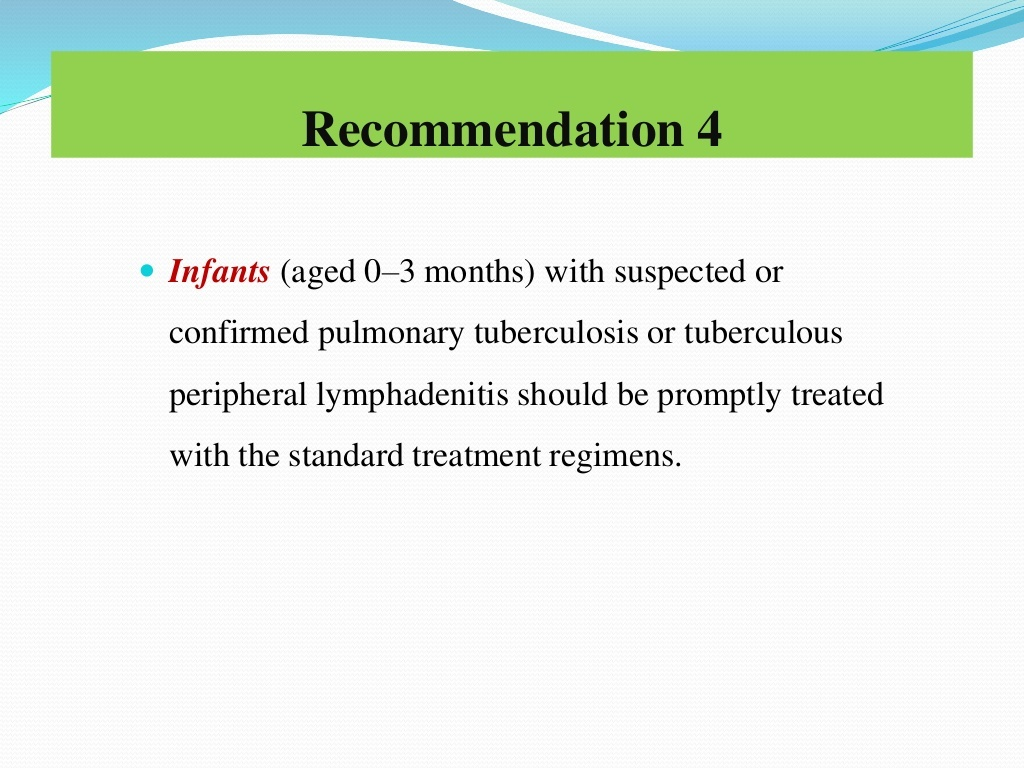 Recommendation 4
• Infants (aged 0–3 months) with suspected or
confirmed pulmonary tuberculosis or tuberculous
peripheral lymphadenitis should be promptly treated
with the standard treatment regimens.